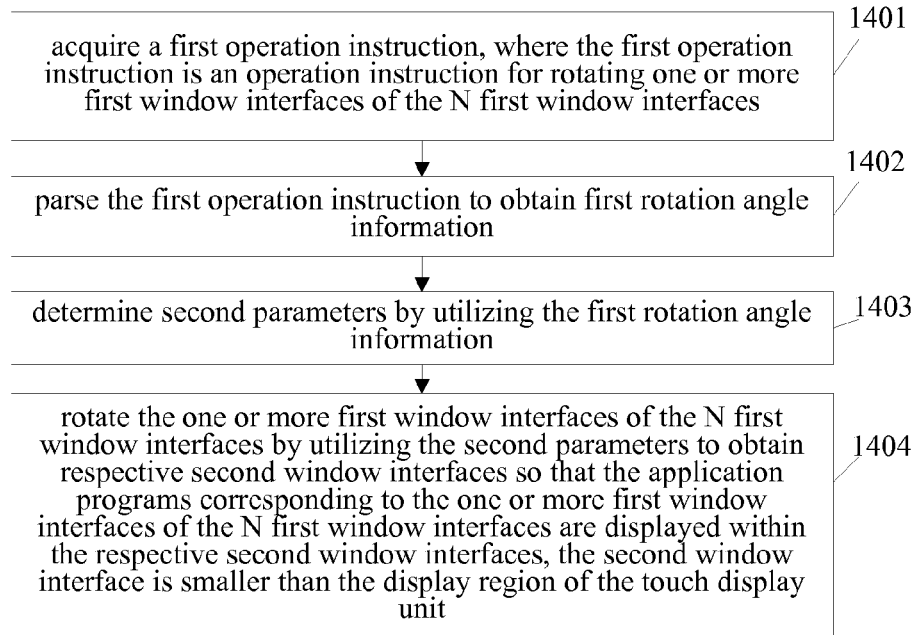 1401
acquire a first operation instruction, where the first operation
instruction is an operation instruction for rotating one or more
first window interfaces of the N first window interfaces
1402
parse the first operation instruction to obtain first rotation angle
information
1403
determine second parameters by utilizing the first rotation angle
information
1404
rotate the one or more first window interfaces of the N first
window interfaces by utilizing the second parameters to obtain
respective second window interfaces so that the application
programs corresponding to the one or more first window
interfaces of the N first window interfaces are displayed within
the respective second window interfaces, the second window
interface is smaller than the display region of the touch display
unit